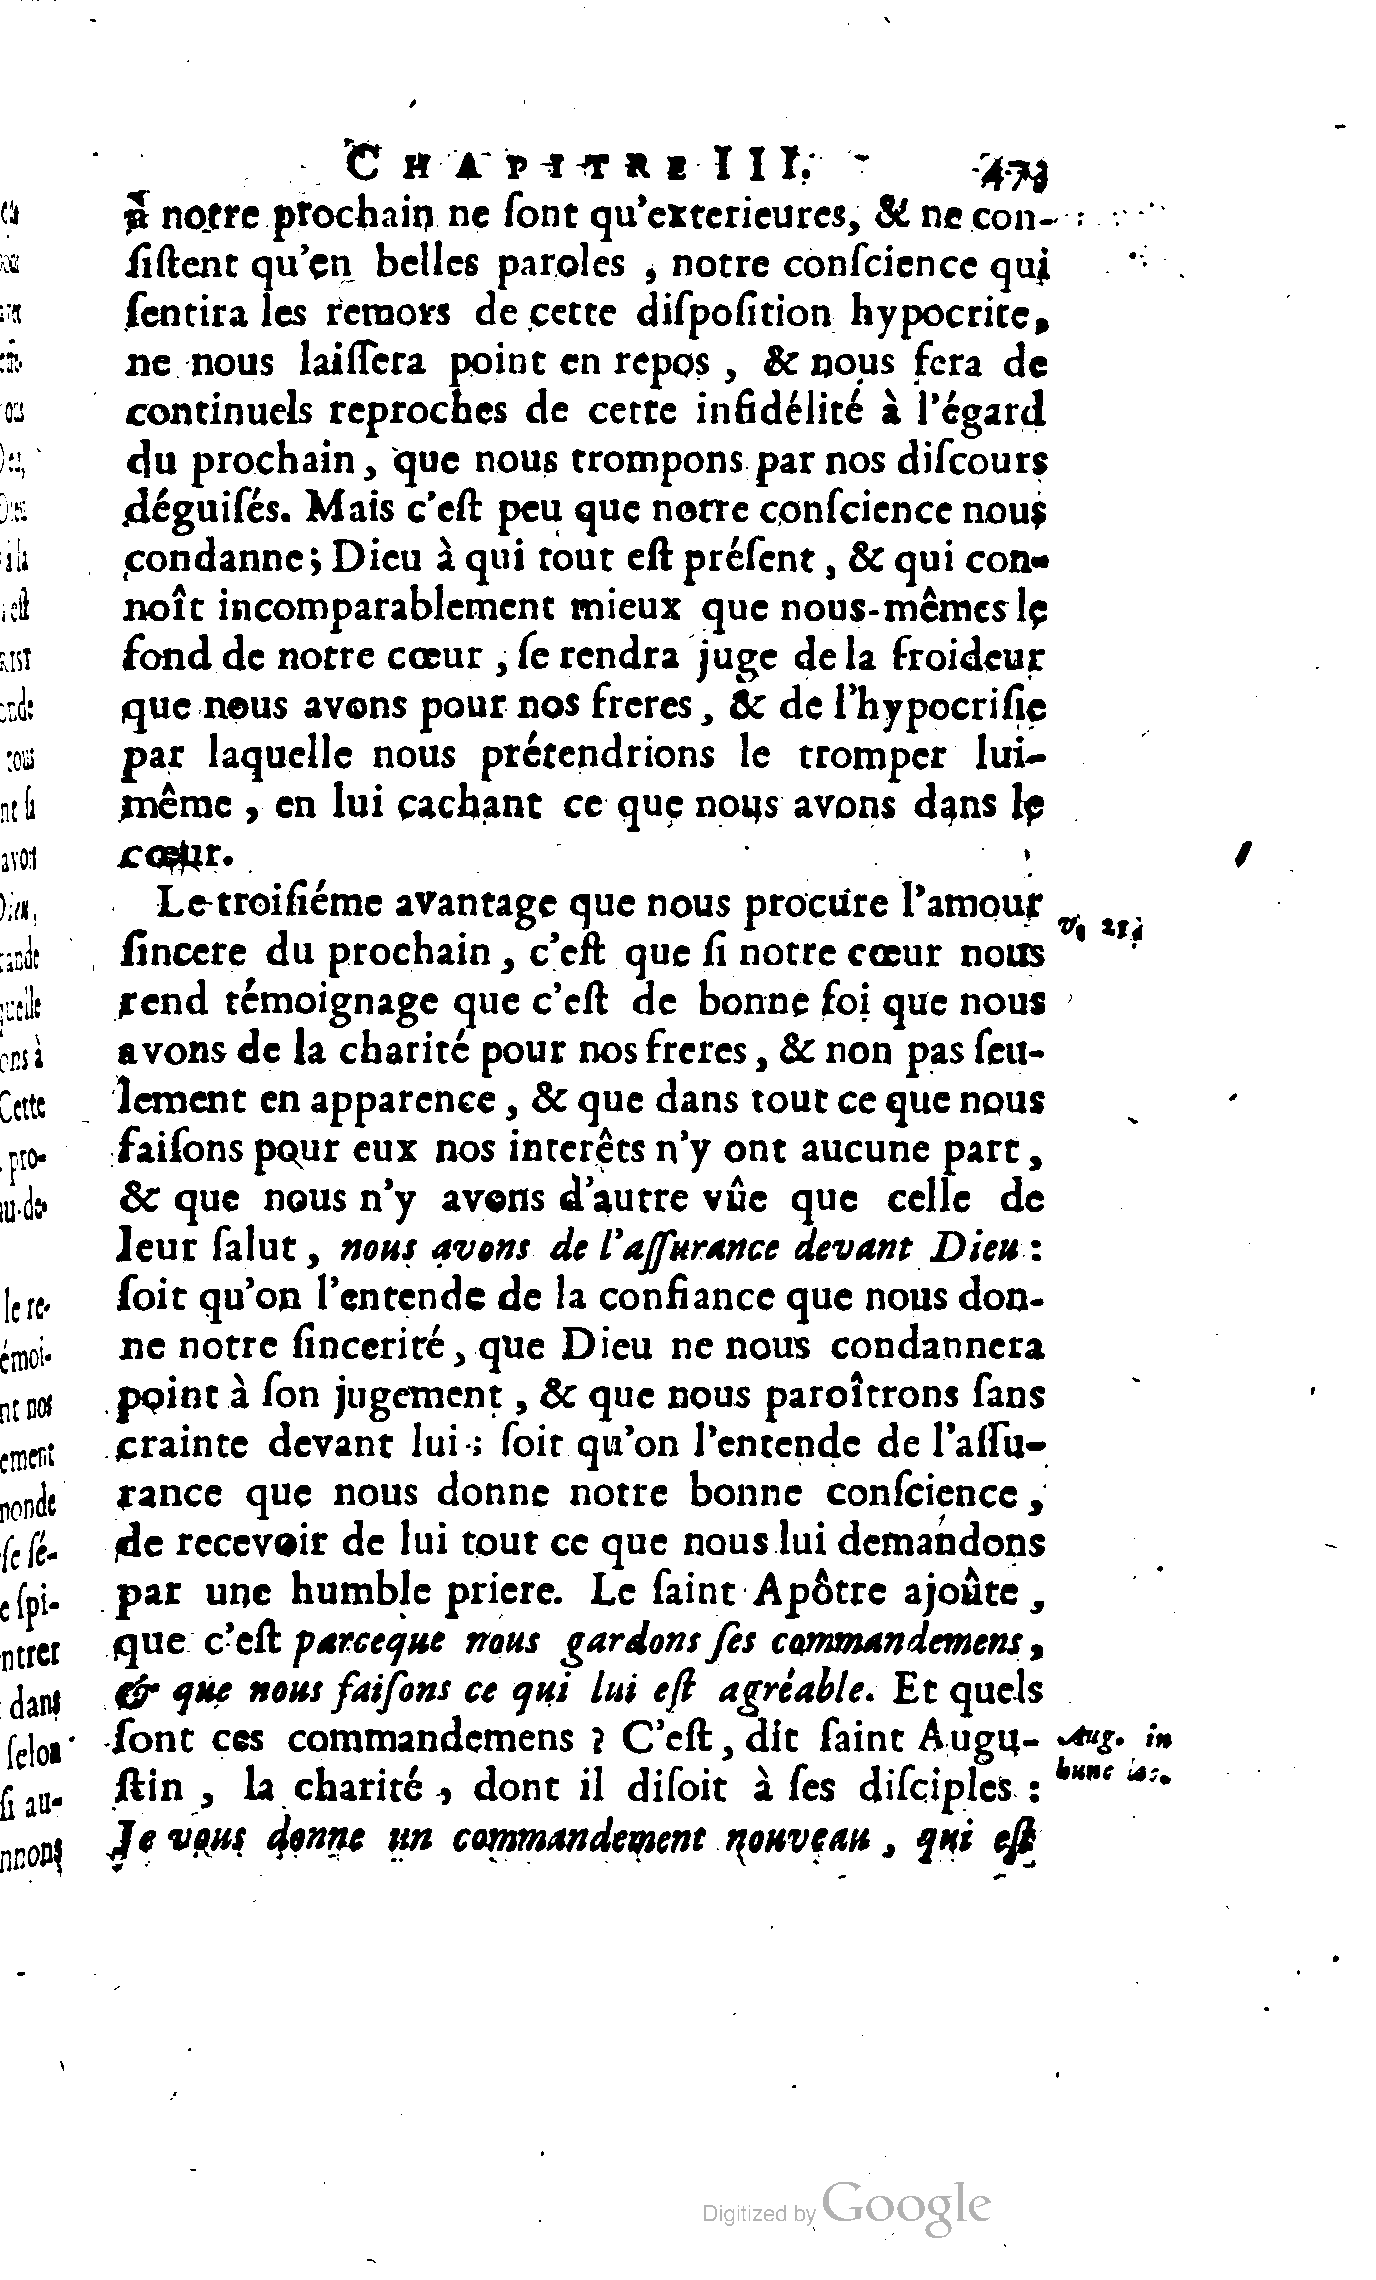 CHAPITRE III. 473
à notre prochain ne ſont qu'exterieures, & ne con-
ſiſtent qu'en belles paroles, notre conſcience qui
ſentira les remors de cette diſpoſition hypocrite,
ne nous laiſſera point en repos, & nous fera de
continuels reproches de cette infidélité à l'égard
du prochain, que nous trompons par nos diſcours
déguiſés. Mais c'eſt peu que notre conſcience nous
condanne; Dieu à qui tout eſt préſent, & qui con-
noît incomparablement mieux que nous-mêmes le
fond de notre cœur, ſe rendra juge de la froideur
que nous avons pour nos freres, & de l'hypocriſie
par laquelle nous prétendrions le tromper lui-
même, en lui cachant ce que nous avons dans le
cœur.
Le troiſiéme avantage que nous procure l'amour
v. 21.
ſincere du prochain, c'eſt que ſi notre cœur nous
rend témoignage que c'eſt de bonne foi que nous
avons de la charité pour nos freres, & non pas ſeu-
lement en apparence, & que dans tout ce que nous
faiſons pour eux nos interêts n'y ont aucune part,
& que nous n'y avons d'autre vûe que celle de
leur ſalut, nous avons de l'aſſurance devant Dieu:
ſoit qu'on l'entende de la confiance que nous don-
ne notre ſincerité, que Dieu ne nous condannera
point à ſon jugement, & que nous paroîtrons ſans
crainte devant lui; ſoit qu'on l'entende de l'aſſu-
rance que nous donne notre bonne conſcience,
de recevoir de lui tout ce que nous lui demandons
par une humble priere. Le ſaint Apôtre ajoûte,
que c'eſt parceque nous gardons ſes commandemens,
& que nous faiſons ce qui lui eſt agréable. Et quels
ſont ces commandemens? C'eſt, dit ſaint Augu-
Aug. in
hunc loc.
ſtin, la charité, dont il diſoit à ſes diſciples:
Je vous donne un commandement nouveau, qui eſt
Digitized by Google